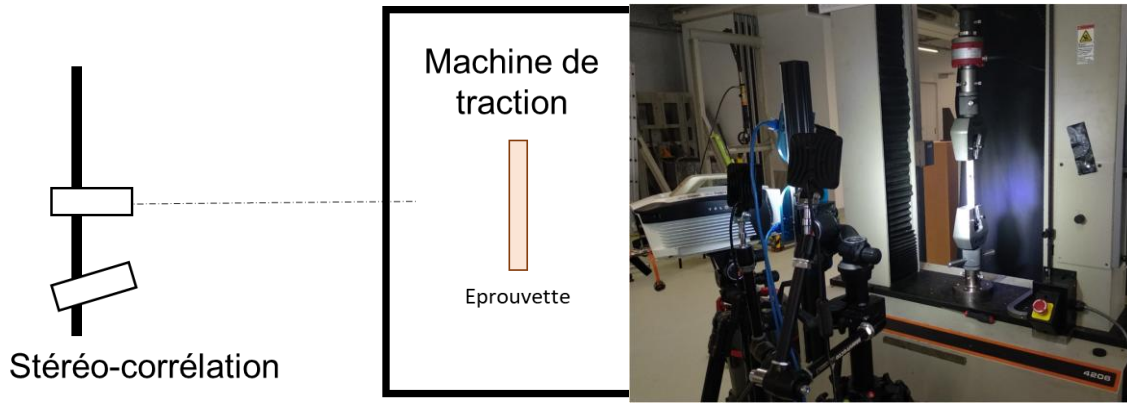 Machine de
traction
Eprouvette
Stéréo-corrélation
4206